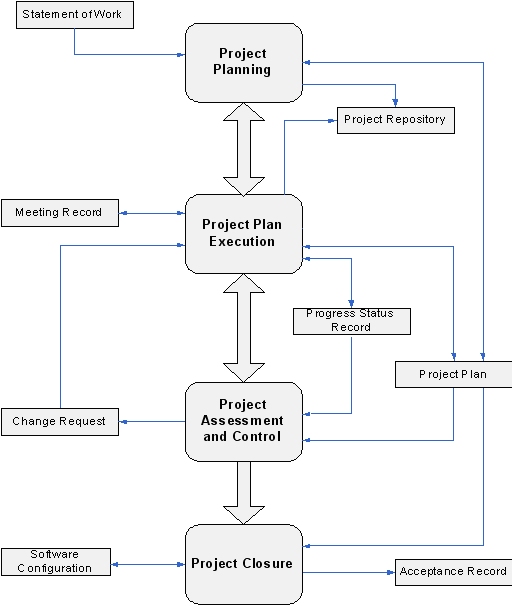 Statement of Work
Project
Planning
Project Repository
Meeting Record
Project Plan
Execution
Progress Status
Record
Project Plan
Project
Assessment
and Control
Change Request
Software
Configuration
Project Closure
Acceptance Record